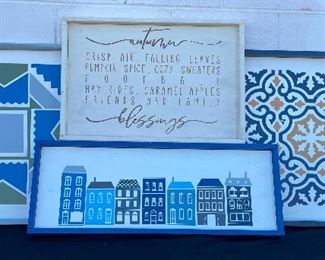 autumn
CRISP AIR, FALLING LEAVES
PUMPKIN SPICE, COZY SWEATERS
FOOTBALL
HAY RIDES, CARAMEL APPLES
FRIENDS AND FAMILY
blessings